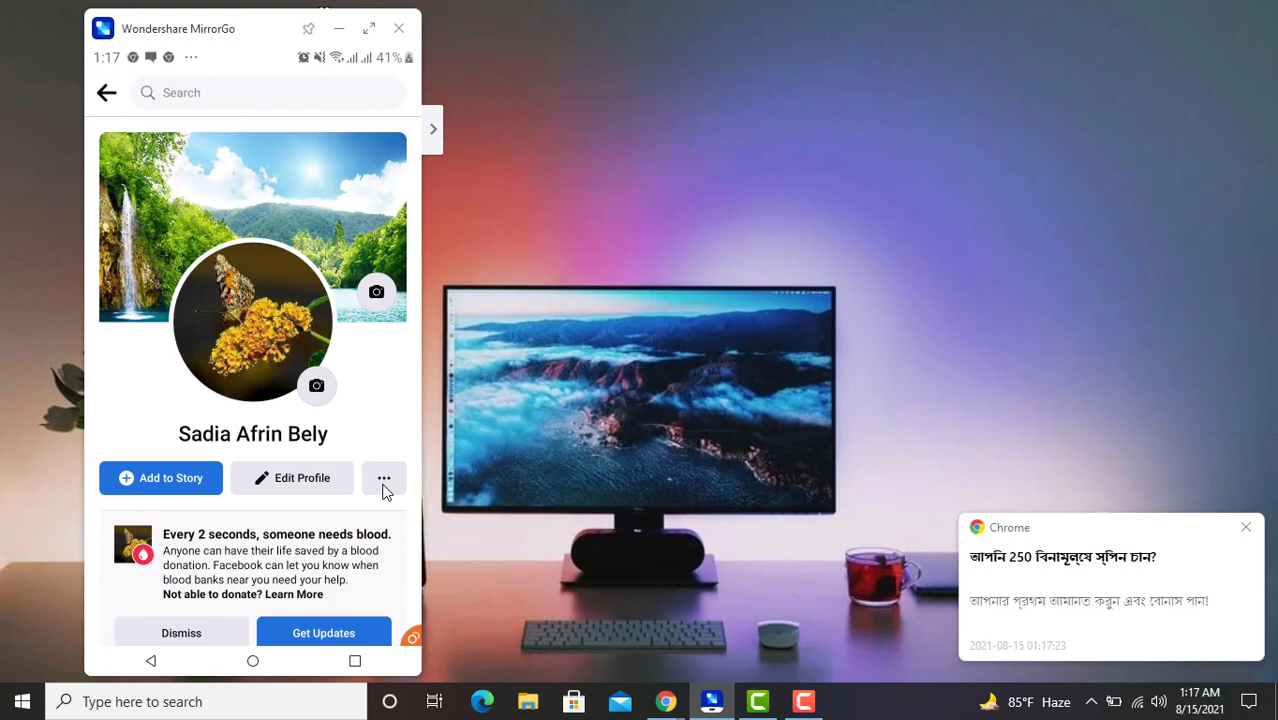 Wondershare MirrorGo
1:17
41%
Search
Sadia Afrin Bely
Add to Story
Edit Profile
Every 2 seconds, someone needs blood.
Anyone can have their life saved by a blood
donation. Facebook can let you know when
blood banks near you need your help.
Not able to donate? Learn More
Dismiss
Get Updates
Chrome
আপনি 250 বিনামূল্যে স্পিন চান?
আপনার প্রথম আমানত করুন এবং বোনাস পান!
2021-08-15 01:17:23
Type here to search
85°F Haze
1:17 AM
8/15/2021